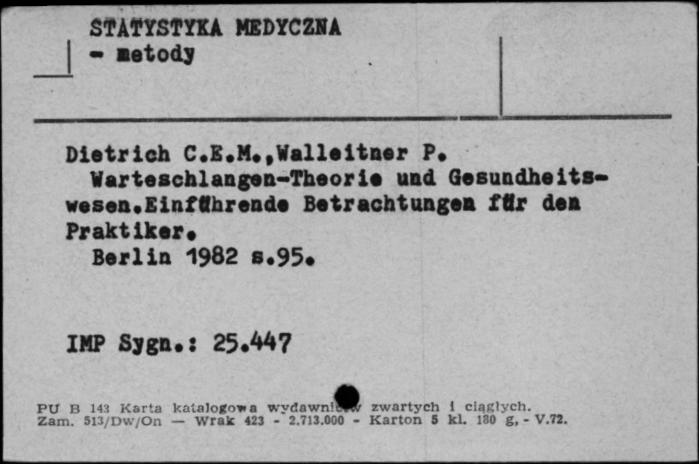 STATYSTYKA MEDYCZNA
- metody
Dietrich C.E.M.,Walleitner P.
Warteschlangen-Theorie und Gesundheits-
wesen.Einführende Betrachtungen für den
Praktiker.
Berlin 1982 s.95.
IMP Sygn.: 25.447
PU B 143 Karta katalogowa wydawnictw zwartych i ciągłych.
Zam. 513/Dw/On — Wrak 423 - 2.713.000 - Karton 5 kl. 180 g, - V.72.